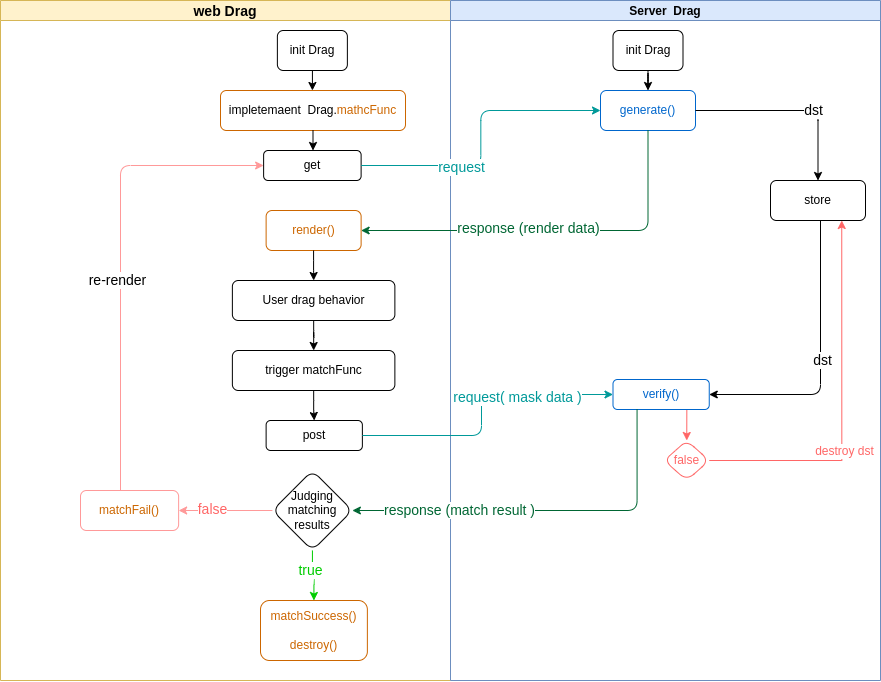 web Drag
Server Drag
init Drag
init Drag
impletemaent Drag.mathcFunc
generate()
dst
get
request
store
render()
response (render data)
re-render
User drag behavior
trigger matchFunc
dst
request( mask data )
verify()
post
false
destroy dst
Judging
matching
results
matchFail()
false
response (match result )
true
matchSuccess()
destroy()